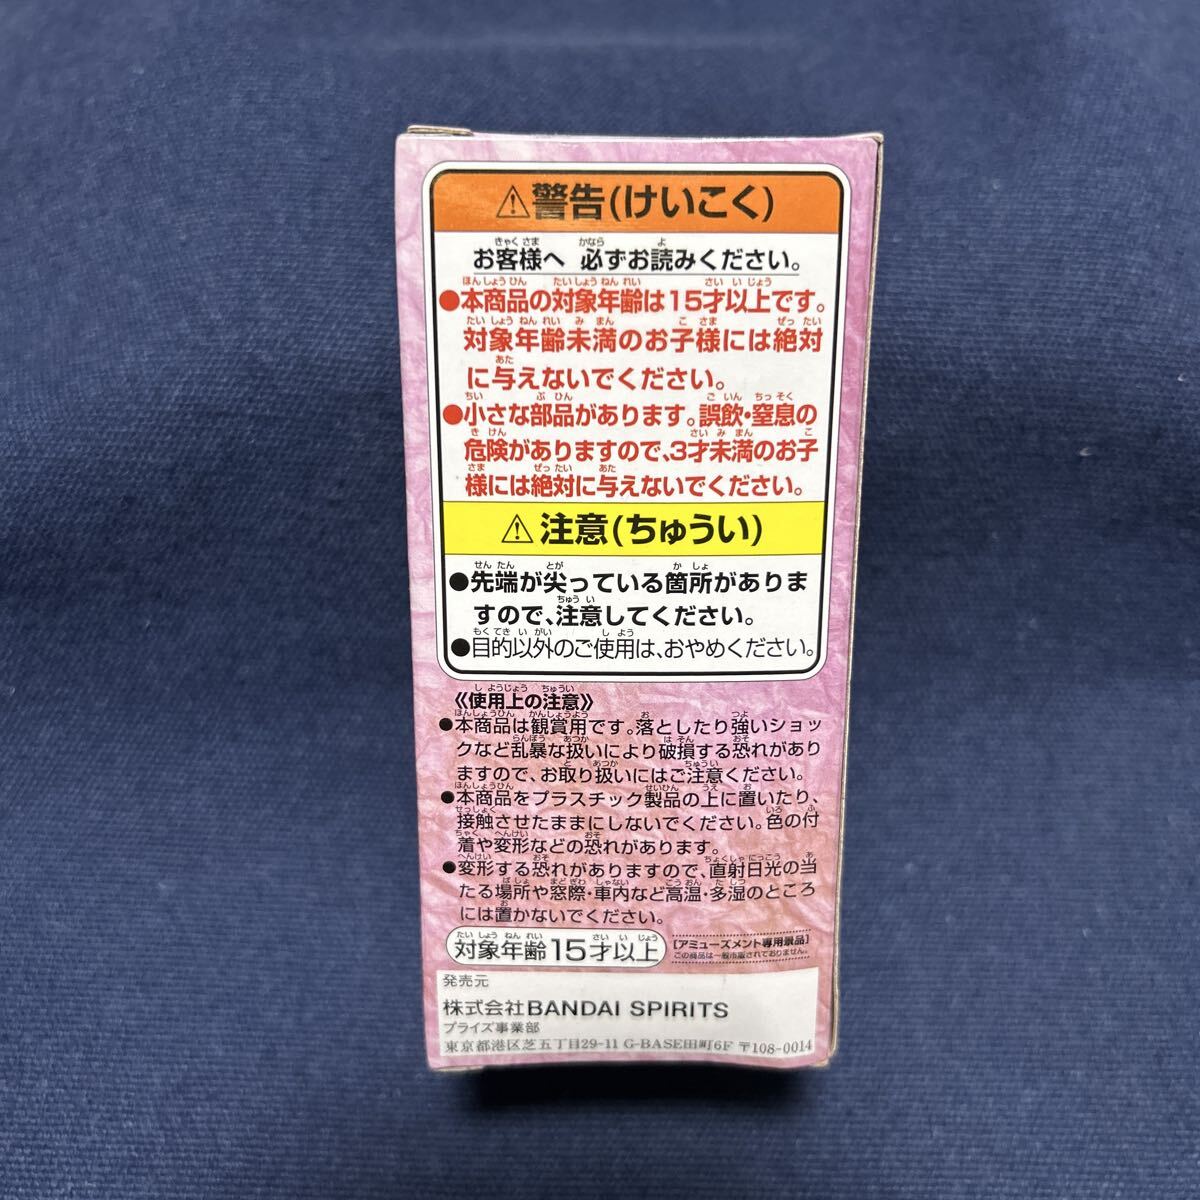 ⚠警告(けいこく)
お客様へ 必ずお読みください。
●本商品の対象年齢は15才以上です。
対象年齢未満のお子様には絶対
に与えないでください。
●小さな部品があります。誤飲・窒息の
危険がありますので、3才未満のお子
様には絶対に与えないでください。
⚠注意(ちゅうい)
●先端が尖っている箇所がありま
すので、注意してください。
●目的以外のご使用は、おやめください。
《使用上の注意》
●本商品は観賞用です。落としたり強いショッ
クなど乱暴な扱いにより破損する恐れがあり
ますので、お取り扱いにはご注意ください。
●本商品をプラスチック製品の上に置いたり、
接触させたままにしないでください。色の付
着や変形などの恐れがあります。
●変形する恐れがありますので、直射日光の当
たる場所や窓際・車内など高温・多湿のところ
には置かないでください。
対象年齢15才以上
［アミューズメント専用景品］
この商品は一般市販されておりません。
発売元
株式会社BANDAI SPIRITS
プライズ事業部
東京都港区芝五丁目29-11 G-BASE田町6F 〒108-0014